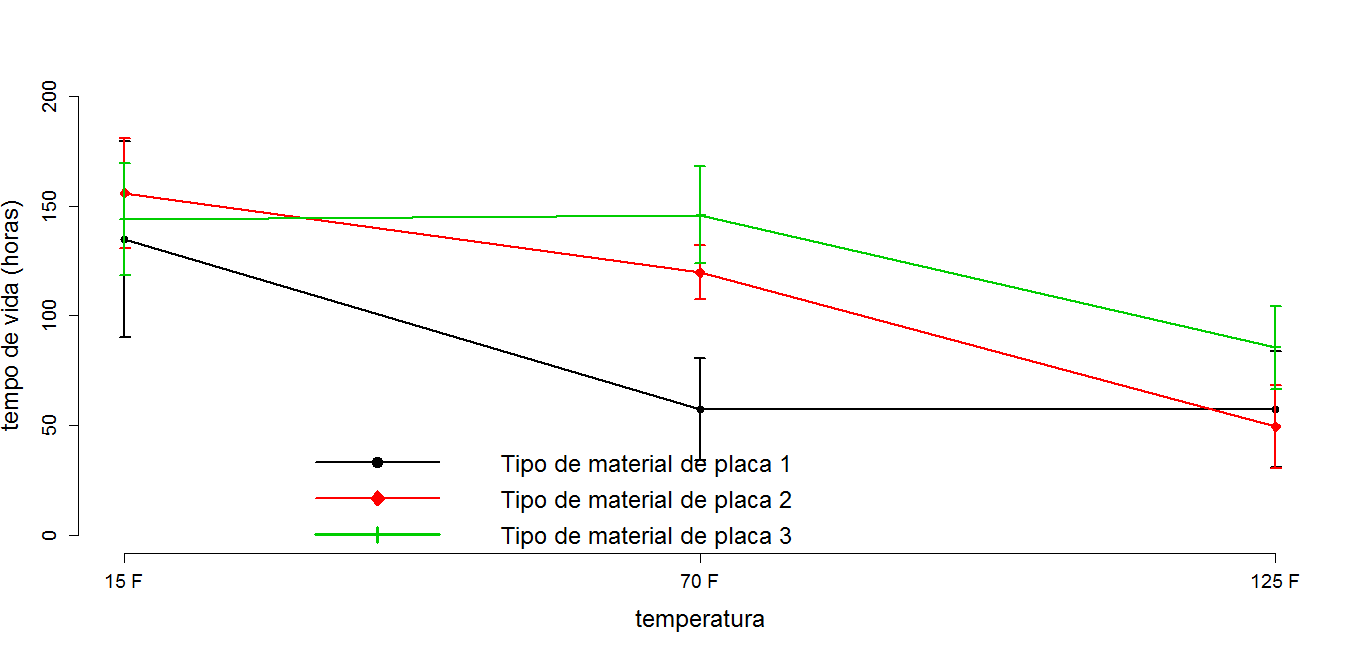 200
150
100
50
0
tempo de vida (horas)
Tipo de material de placa 1
Tipo de material de placa 2
Tipo de material de placa 3
15 F
70 F
125 F
temperatura